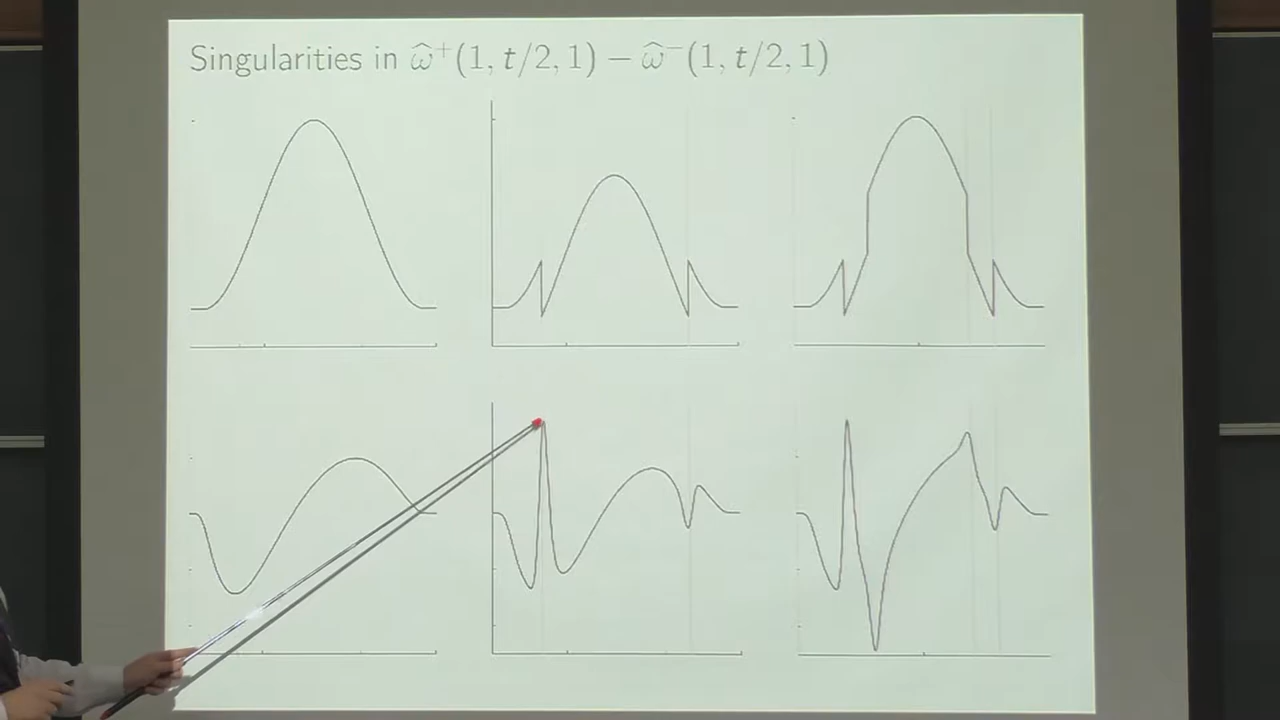 Singularities in ω̂⁺(1, t/2, 1) − ω̂⁻(1, t/2, 1)